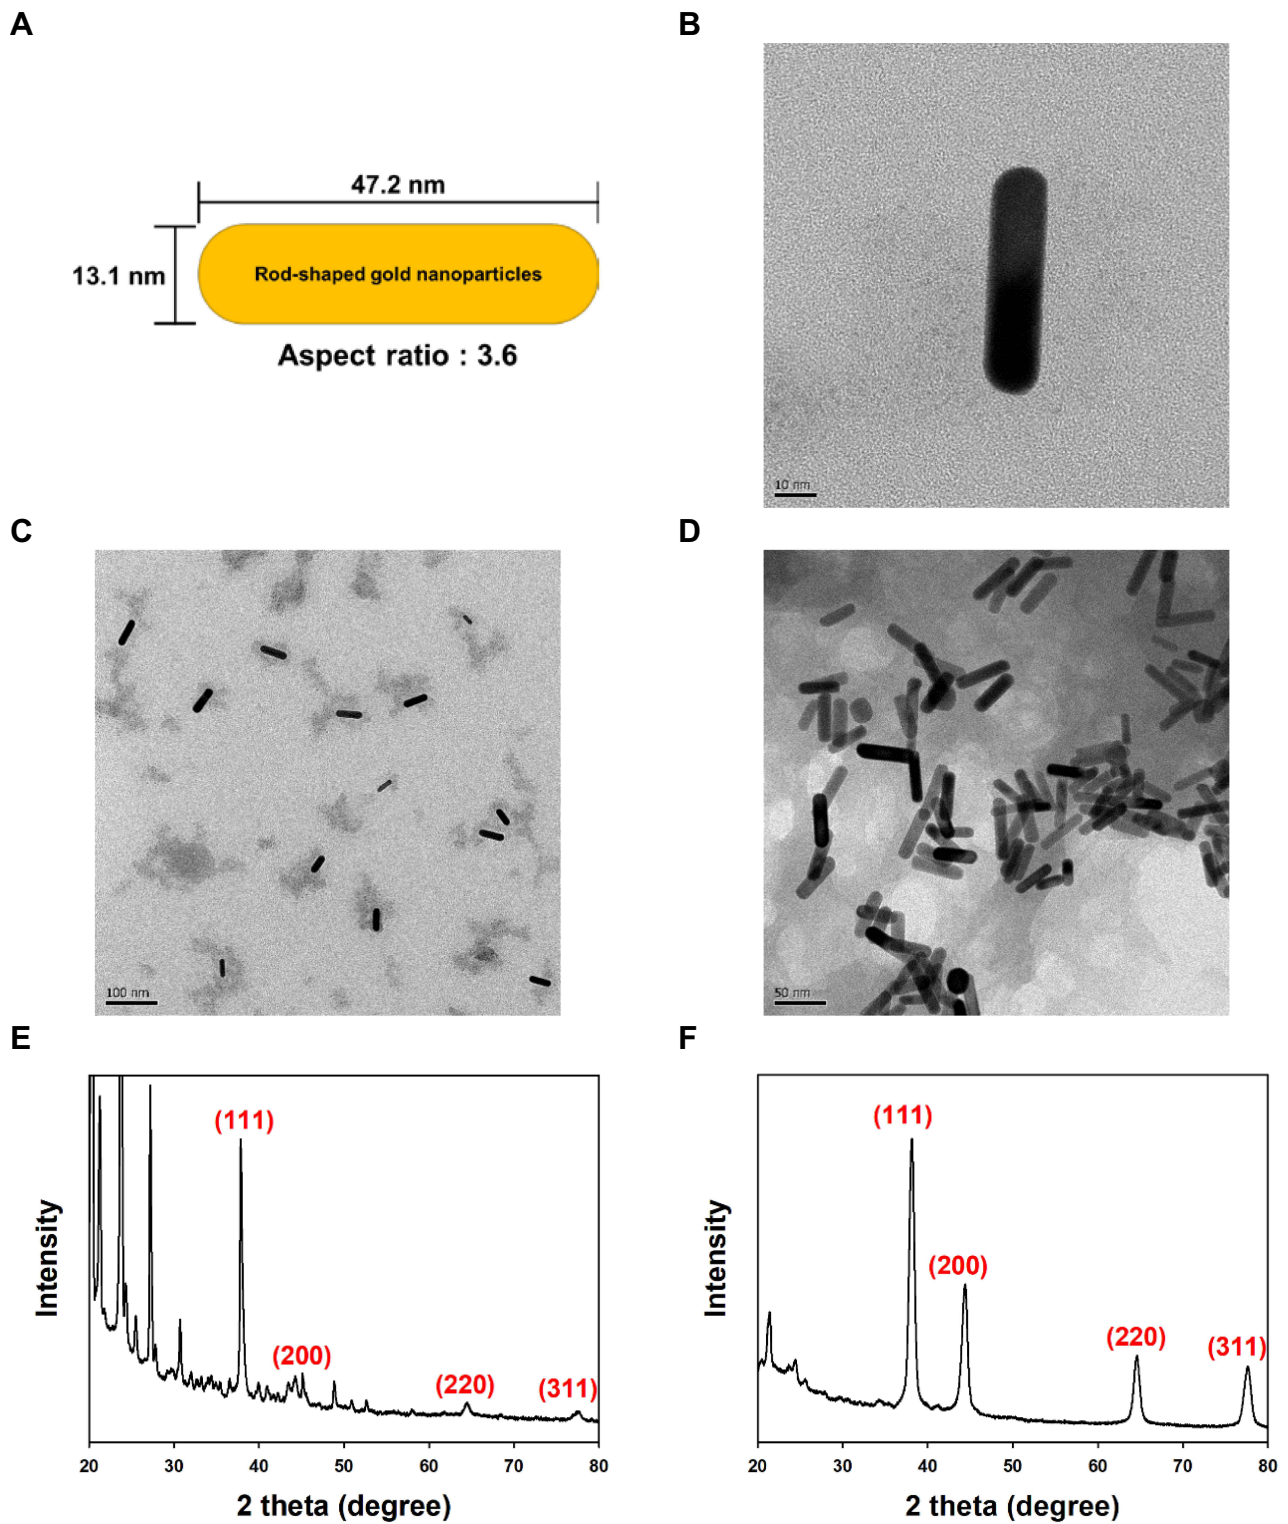 A
47.2 nm
13.1 nm
Rod-shaped gold nanoparticles
Aspect ratio : 3.6
B
10 nm
C
100 nm
D
50 nm
E
Intensity
(111)
(200)
(220)
(311)
20 30 40 50 60 70 80
2 theta (degree)
F
Intensity
(111)
(200)
(220)
(311)
20 30 40 50 60 70 80
2 theta (degree)